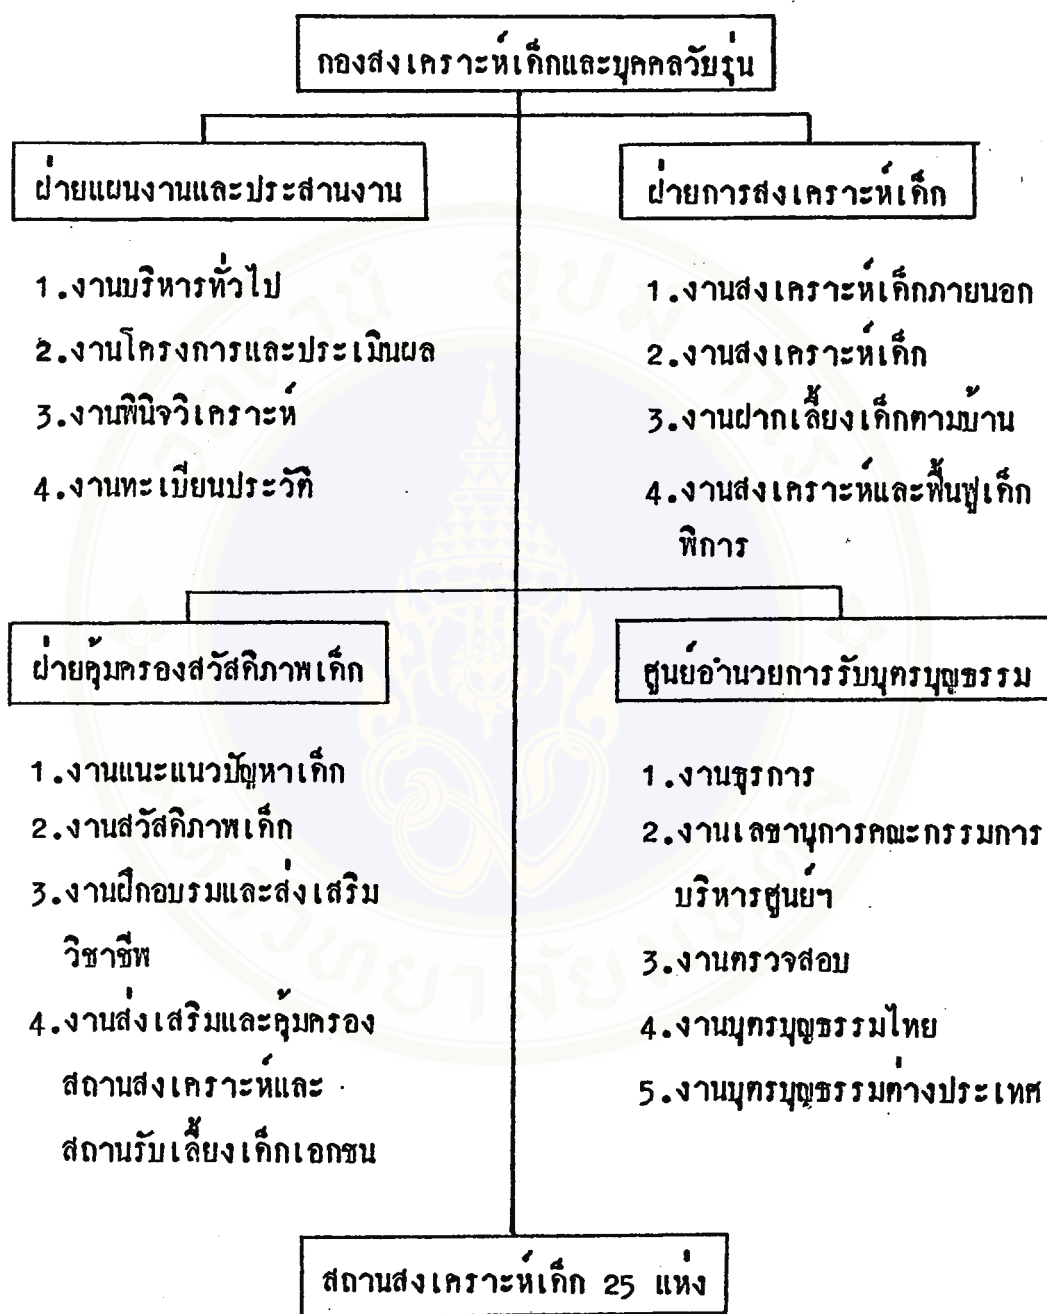 กองสงเคราะห์เด็กและบุคคลวัยรุ่น
ฝ่ายแผนงานและประสานงาน
1.งานบริหารทั่วไป
2.งานโครงการและประเมินผล
3.งานพินิจวิเคราะห์
4.งานทะเบียนประวัติ
ฝ่ายการสงเคราะห์เด็ก
1.งานสงเคราะห์เด็กภายนอก
2.งานสงเคราะห์เด็ก
3.งานฝากเลี้ยงเด็กตามบ้าน
4.งานสงเคราะห์และฟื้นฟูเด็ก
พิการ
ฝ่ายคุ้มครองสวัสดิภาพเด็ก
1.งานแนะแนวปัญหาเด็ก
2.งานสวัสดิภาพเด็ก
3.งานฝึกอบรมและส่งเสริม
วิชาชีพ
4.งานส่งเสริมและคุ้มครอง
สถานสงเคราะห์และ
สถานรับเลี้ยงเด็กเอกชน
ศูนย์อำนวยการรับบุตรบุญธรรม
1.งานธุรการ
2.งานเลขานุการคณะกรรมการ
บริหารศูนย์ฯ
3.งานตรวจสอบ
4.งานบุตรบุญธรรมไทย
5.งานบุตรบุญธรรมต่างประเทศ
สถานสงเคราะห์เด็ก 25 แห่ง